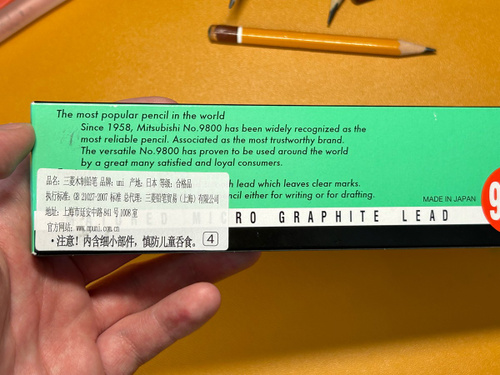 The most popular pencil in the world
Since 1958, Mitsubishi No.9800 has been widely recognized as the
most reliable pencil. Associated as the most trustworthy brand.
The versatile No.9800 has proven to be used around the world
by a great many satisfied and loyal consumers.
lead which leaves clear marks.
either for writing or for drafting.
MADE IN JAPAN
GRAPHITE LEAD
品名: 三菱木制铅笔 品牌: uni 产地: 日本 等级: 合格品
执行标准: GB 21027-2007 标准 总代理: 三菱铅笔贸易 (上海) 有限公司
地址: 上海市延安中路841号1008室
官方网站: www.mpuni.com.cn
·注意! 内含细小部件, 慎防儿童吞食。 4
9